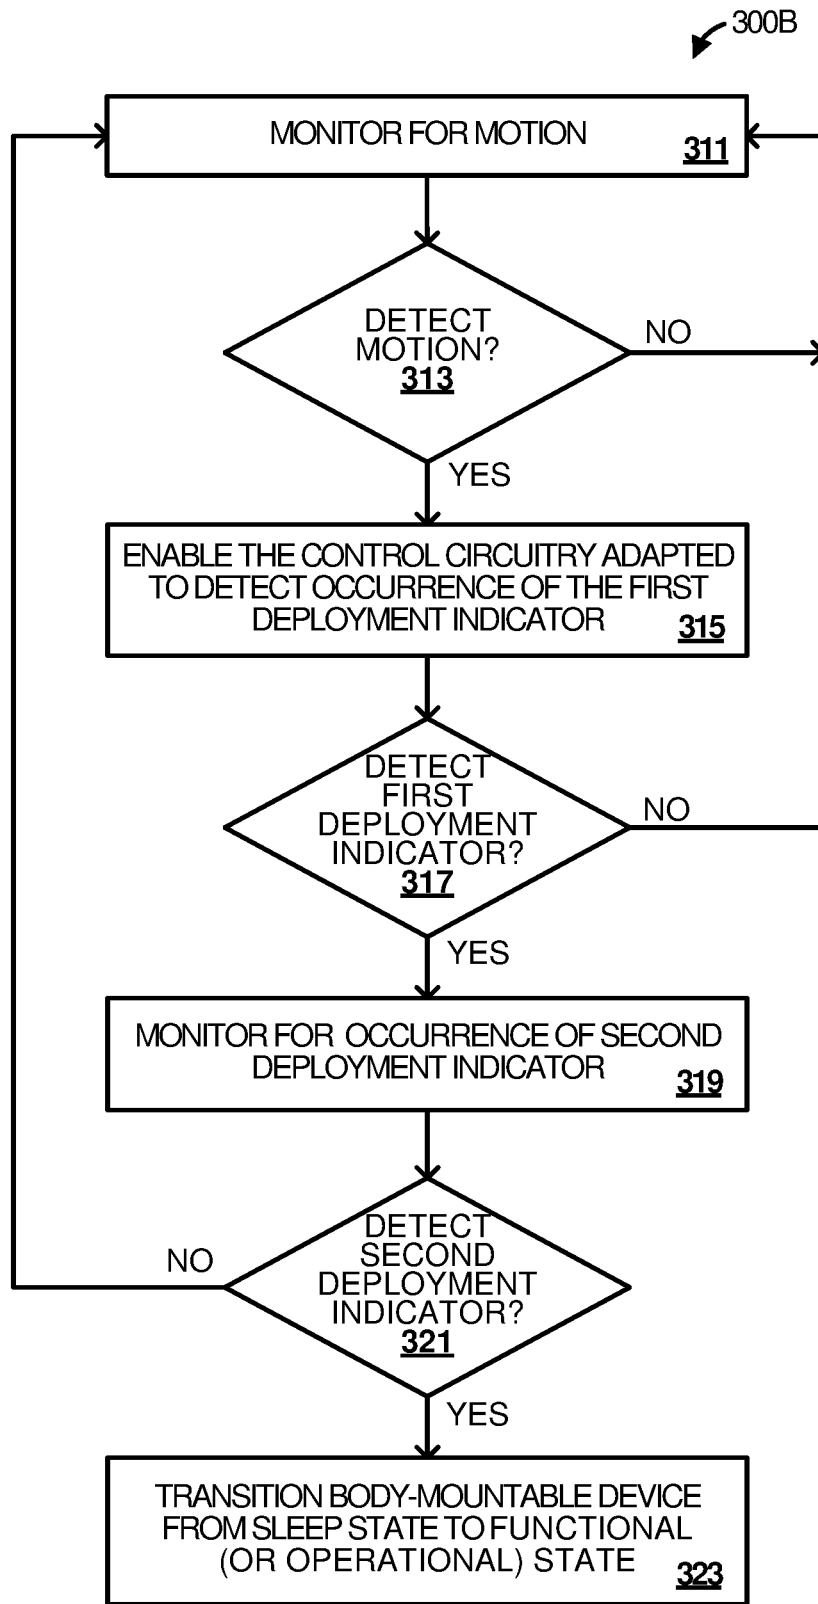 300B
MONITOR FOR MOTION
311
DETECT
MOTION?
313
NO
YES
ENABLE THE CONTROL CIRCUITRY ADAPTED
TO DETECT OCCURRENCE OF THE FIRST
DEPLOYMENT INDICATOR
315
DETECT
FIRST
DEPLOYMENT
INDICATOR?
317
NO
YES
MONITOR FOR OCCURRENCE OF SECOND
DEPLOYMENT INDICATOR
319
DETECT
SECOND
DEPLOYMENT
INDICATOR?
321
NO
YES
TRANSITION BODY-MOUNTABLE DEVICE
FROM SLEEP STATE TO FUNCTIONAL
(OR OPERATIONAL) STATE
323